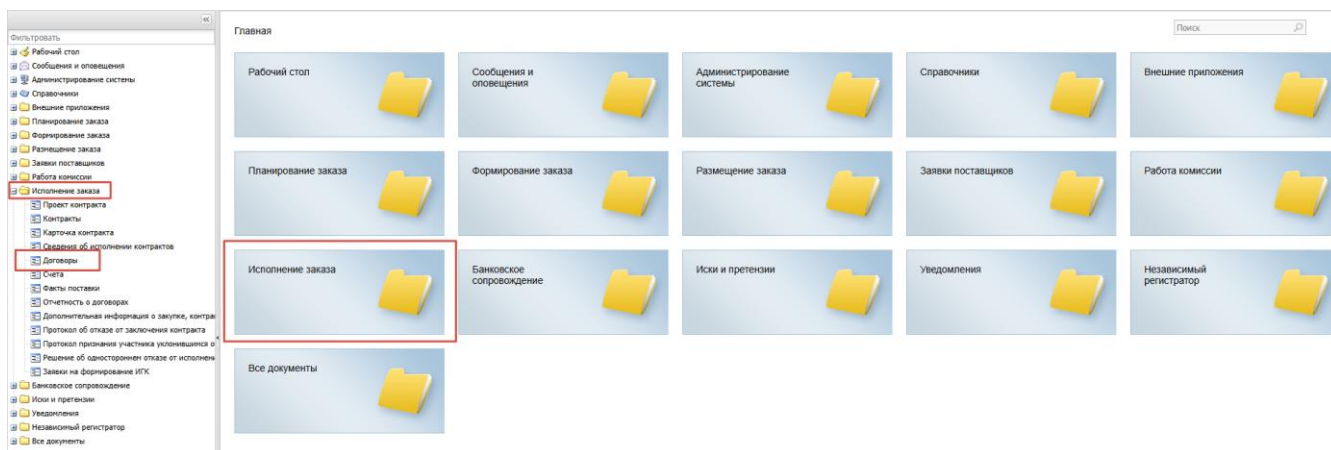 Фильтровать
Рабочий стол
Сообщения и оповещения
Администрирование системы
Справочники
Внешние приложения
Планирование заказа
Формирование заказа
Размещение заказа
Заявки поставщиков
Работа комиссии
Исполнение заказа
Проект контракта
Контракты
Карточка контракта
Сведения об исполнении контрактов
Договоры
Счета
Факты поставки
Отчетность о договорах
Дополнительная информация о закупке, контра
Протокол об отказе от заключения контракта
Протокол признания участника уклонившимся о
Решение об одностороннем отказе от исполнени
Заявки на формирование ИГК
Банковское сопровождение
Иски и претензии
Уведомления
Независимый регистратор
Все документы
Главная
Поиск
Рабочий стол
Сообщения и
оповещения
Администрирование
системы
Справочники
Внешние приложения
Планирование заказа
Формирование заказа
Размещение заказа
Заявки поставщиков
Работа комиссии
Исполнение заказа
Банковское
сопровождение
Иски и претензии
Уведомления
Независимый
регистратор
Все документы